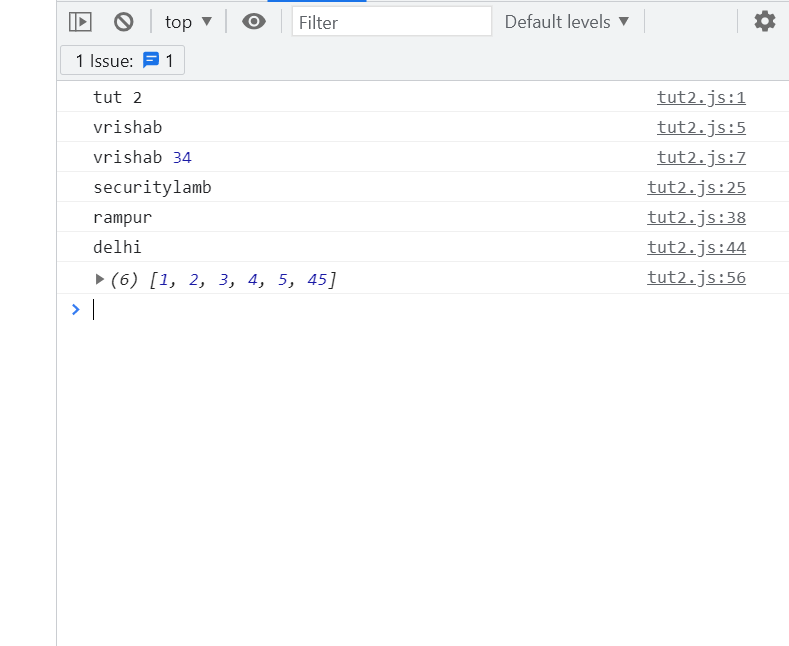 top ▼ Filter Default levels ▼
1 Issue: 1
tut 2 tut2.js:1
vrishab tut2.js:5
vrishab 34 tut2.js:7
securitylamb tut2.js:25
rampur tut2.js:38
delhi tut2.js:44
▶ (6) [1, 2, 3, 4, 5, 45] tut2.js:56
>